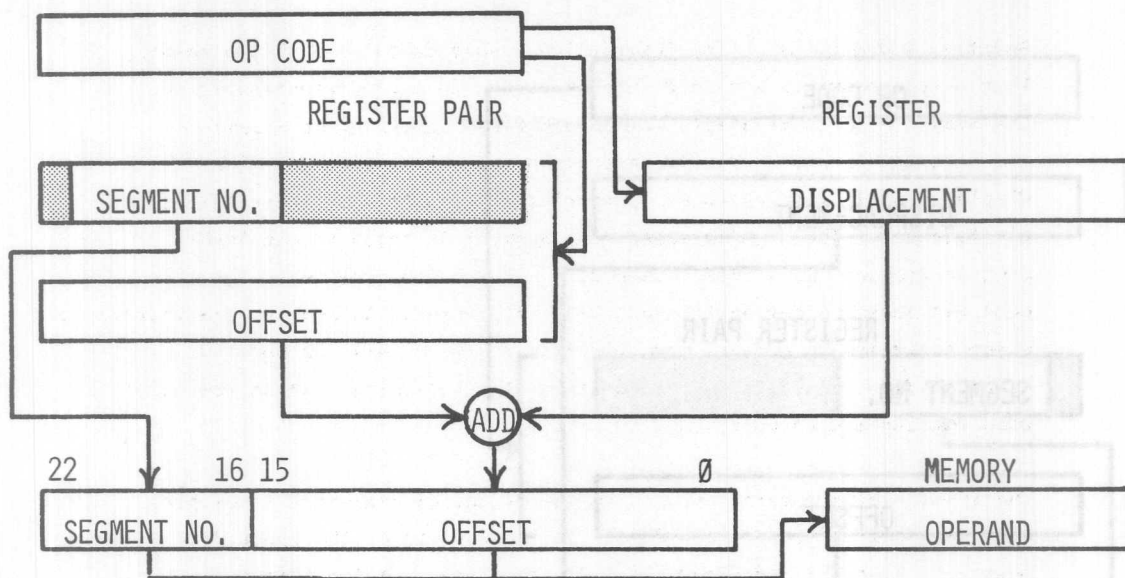 OP CODE
REGISTER PAIR
REGISTER
SEGMENT NO.
DISPLACEMENT
OFFSET
ADD
22 16 15 Ø
MEMORY
SEGMENT NO.
OFFSET
OPERAND